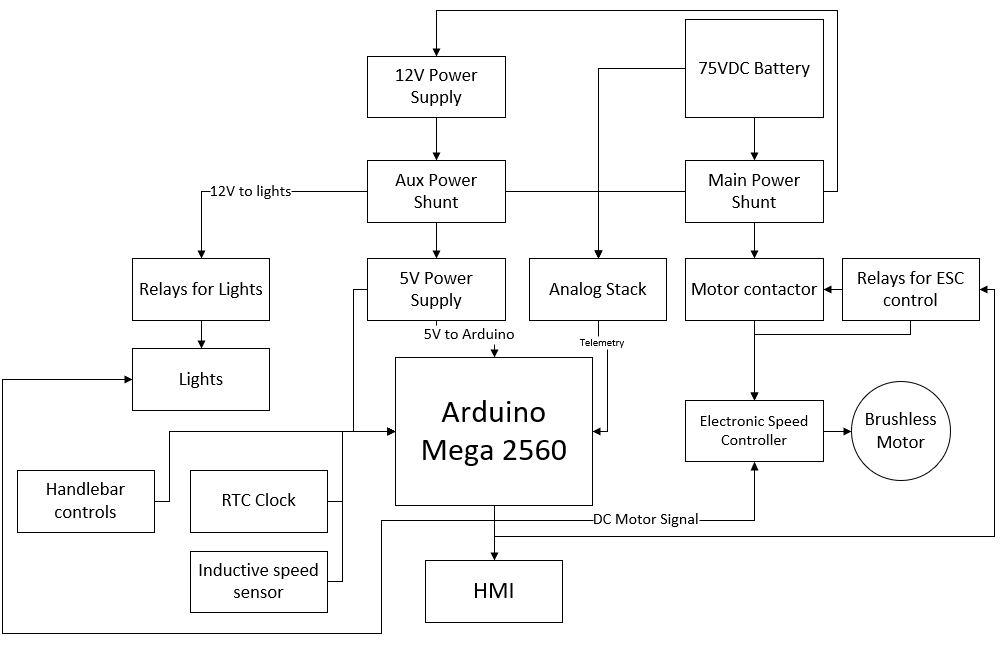 12V Power
Supply
75VDC Battery
Aux Power
Shunt
Main Power
Shunt
12V to lights
Relays for Lights
5V Power
Supply
Analog Stack
Motor contactor
Relays for ESC
control
5V to Arduino
Telemetry
Lights
Arduino
Mega 2560
Electronic Speed
Controller
Brushless
Motor
Handlebar
controls
RTC Clock
DC Motor Signal
Inductive speed
sensor
HMI